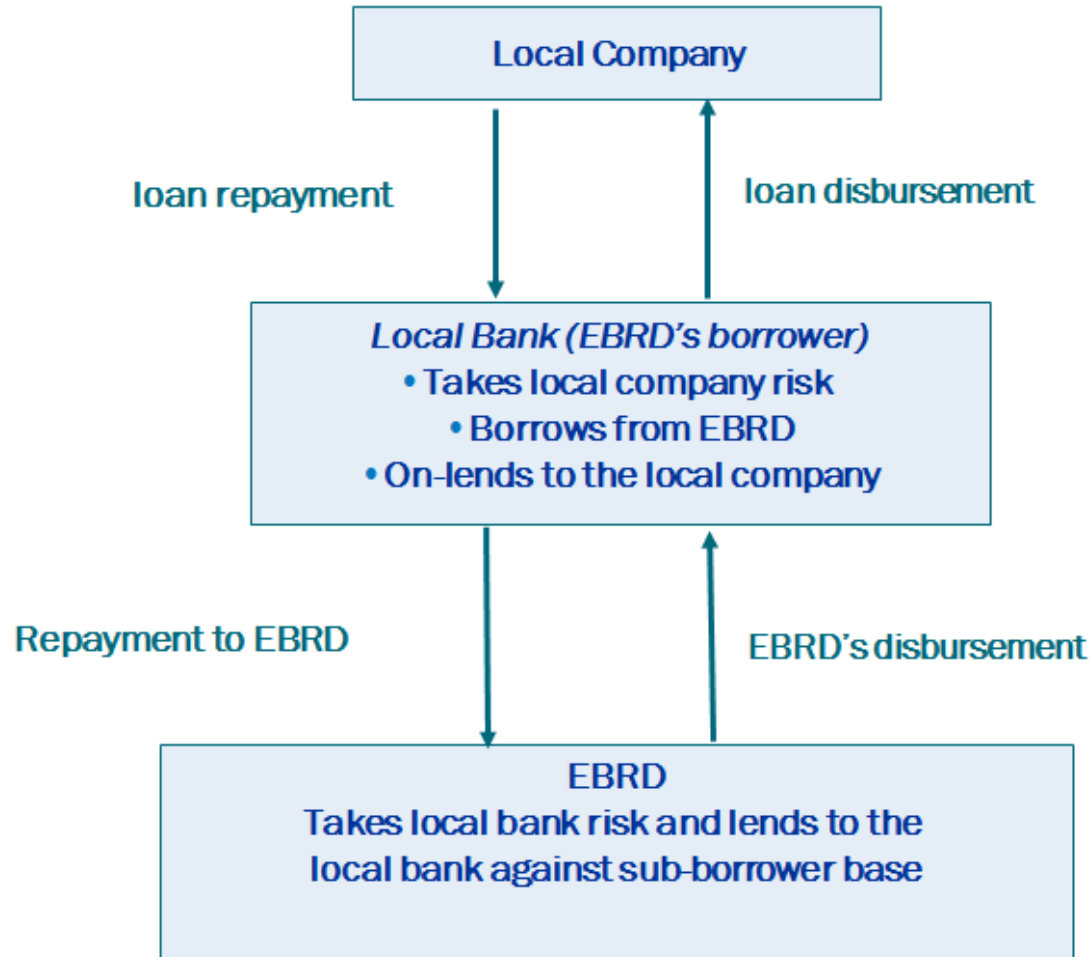 Local Company
loan repayment
loan disbursement
Local Bank (EBRD's borrower)
• Takes local company risk
• Borrows from EBRD
• On-lends to the local company
Repayment to EBRD
EBRD's disbursement
EBRD
Takes local bank risk and lends to the
local bank against sub-borrower base